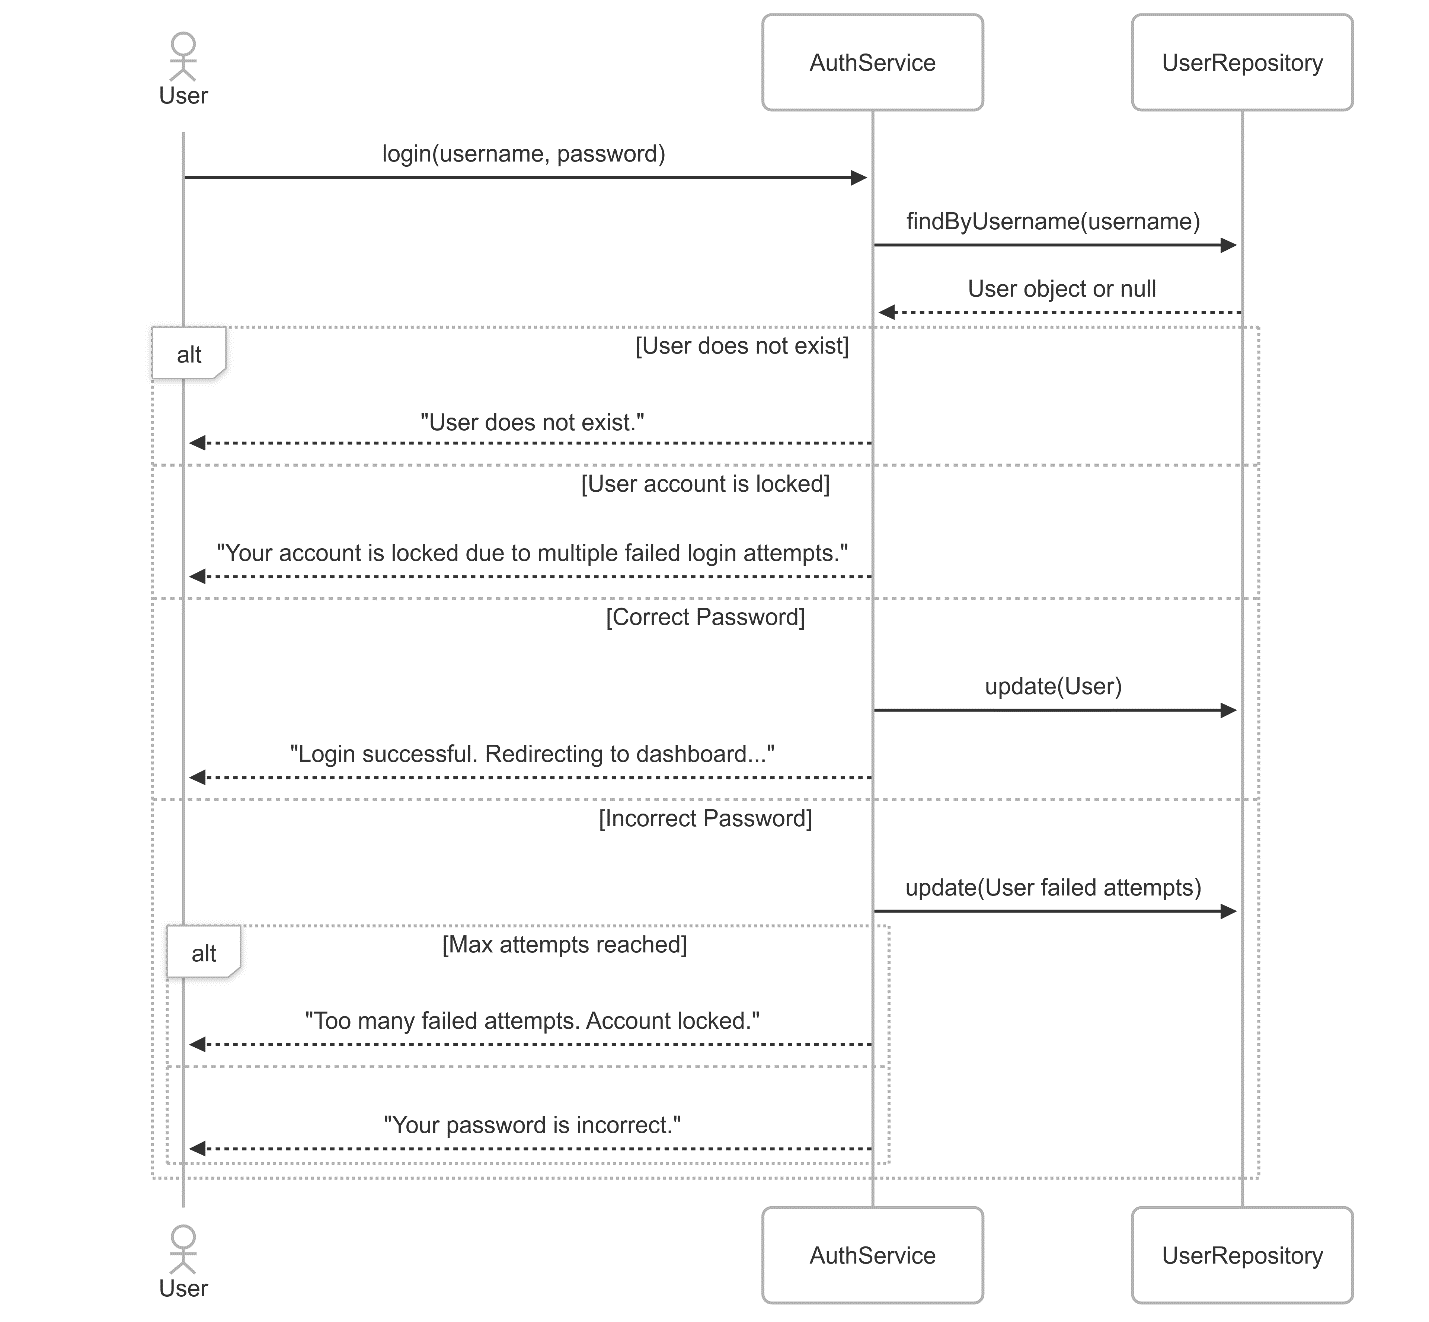 User
AuthService
UserRepository
login(username, password)
findByUsername(username)
User object or null
alt
[User does not exist]
"User does not exist."
[User account is locked]
"Your account is locked due to multiple failed login attempts."
[Correct Password]
update(User)
"Login successful. Redirecting to dashboard..."
[Incorrect Password]
update(User failed attempts)
alt
[Max attempts reached]
"Too many failed attempts. Account locked."
"Your password is incorrect."
User
AuthService
UserRepository